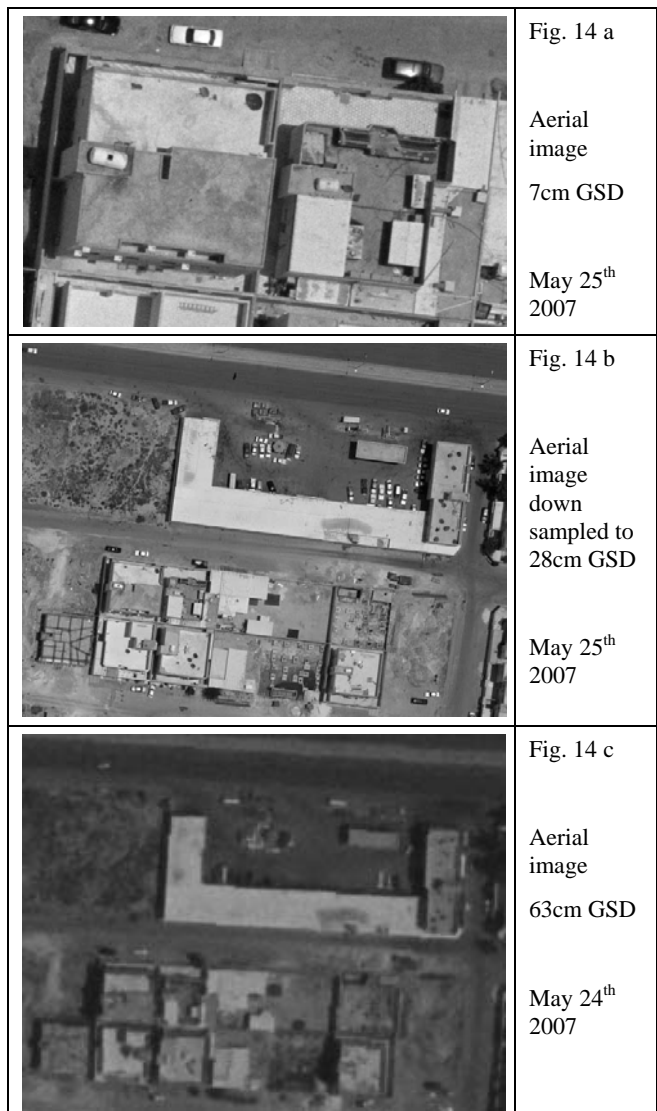 Fig. 14 a
Aerial
image
7cm GSD
May 25th
2007
Fig. 14 b
Aerial
image
down
sampled to
28cm GSD
May 25th
2007
Fig. 14 c
Aerial
image
63cm GSD
May 24th
2007